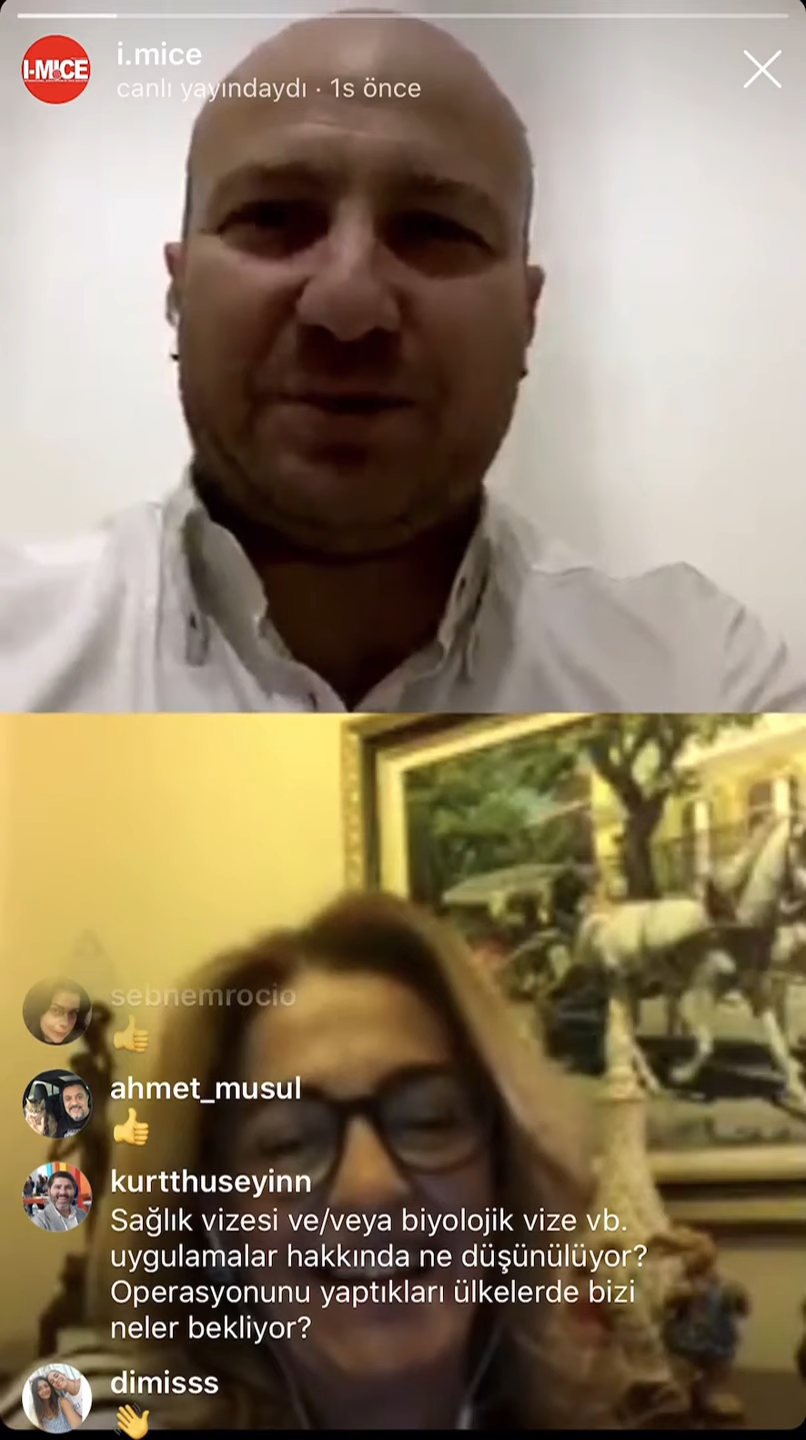 I-MICE
i.mice
canlı yayındaydı · 1s önce
sebnemrocio
👍
ahmet_musul
👍
kurtthuseyinn
Sağlık vizesi ve/veya biyolojik vize vb.
uygulamalar hakkında ne düşünülüyor?
Operasyonunu yaptıkları ülkelerde bizi
neler bekliyor?
dimisss
👋